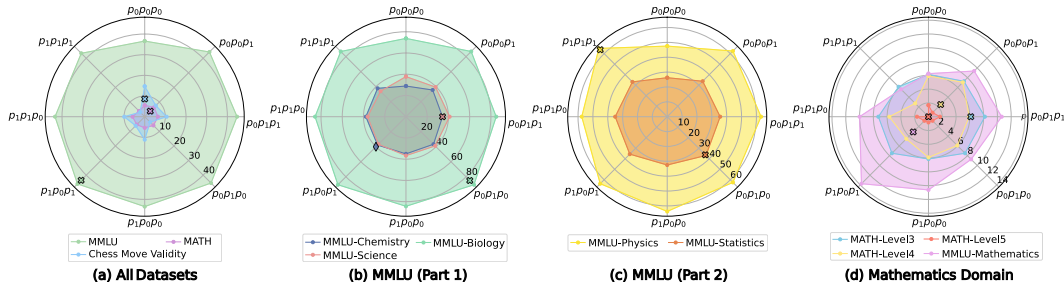 p₀p₀p₀
p₀p₀p₁
p₀p₁p₁
p₀p₁p₀
p₁p₀p₀
p₁p₀p₁
p₁p₁p₀
p₁p₁p₁
10
20
30
40
MMLU
MATH
Chess Move Validity
(a) All Datasets
p₀p₀p₀
p₀p₀p₁
p₀p₁p₁
p₀p₁p₀
p₁p₀p₀
p₁p₀p₁
p₁p₁p₀
p₁p₁p₁
20
40
60
80
MMLU-Chemistry
MMLU-Biology
MMLU-Science
(b) MMLU (Part 1)
p₀p₀p₀
p₀p₀p₁
p₀p₁p₁
p₀p₁p₀
p₁p₀p₀
p₁p₀p₁
p₁p₁p₀
p₁p₁p₁
10
20
30
40
50
60
MMLU-Physics
MMLU-Statistics
(c) MMLU (Part 2)
p₀p₀p₀
p₀p₀p₁
p₀p₁p₁
p₀p₁p₀
p₁p₀p₀
p₁p₀p₁
p₁p₁p₀
p₁p₁p₁
2
4
6
8
10
12
14
MATH-Level3
MATH-Level5
MATH-Level4
MMLU-Mathematics
(d) Mathematics Domain